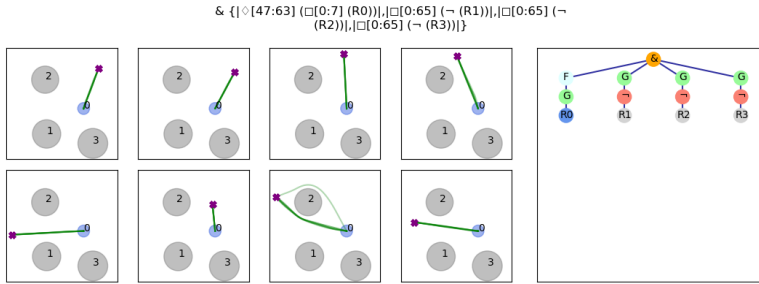 & {|♢[47:63] (□[0:7] (R0))|,|□[0:65] (¬ (R1))|,|□[0:65] (¬
(R2))|,|□[0:65] (¬ (R3))|}
2 0 1 3
2 0 1 3
2 0 1 3
2 0 1 3
&
F G G G
G ¬ ¬ ¬
R0 R1 R2 R3
2 0 1 3
2 0 1 3
2 0 1 3
2 0 1 3